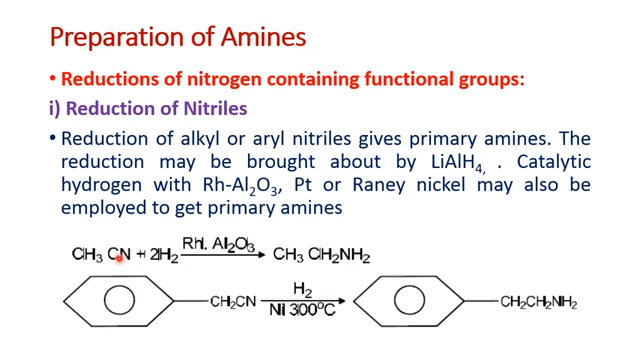 Preparation of Amines
• Reductions of nitrogen containing functional groups:
i) Reduction of Nitriles
• Reduction of alkyl or aryl nitriles gives primary amines. The
reduction may be brought about by LiAlH₄, . Catalytic
hydrogen with Rh-Al₂O₃, Pt or Raney nickel may also be
employed to get primary amines
CH₃ CN + 2H₂ Rh. Al₂O₃ CH₃ CH₂NH₂
CH₂CN H₂ CH₂CH₂NH₂
Ni 300°C